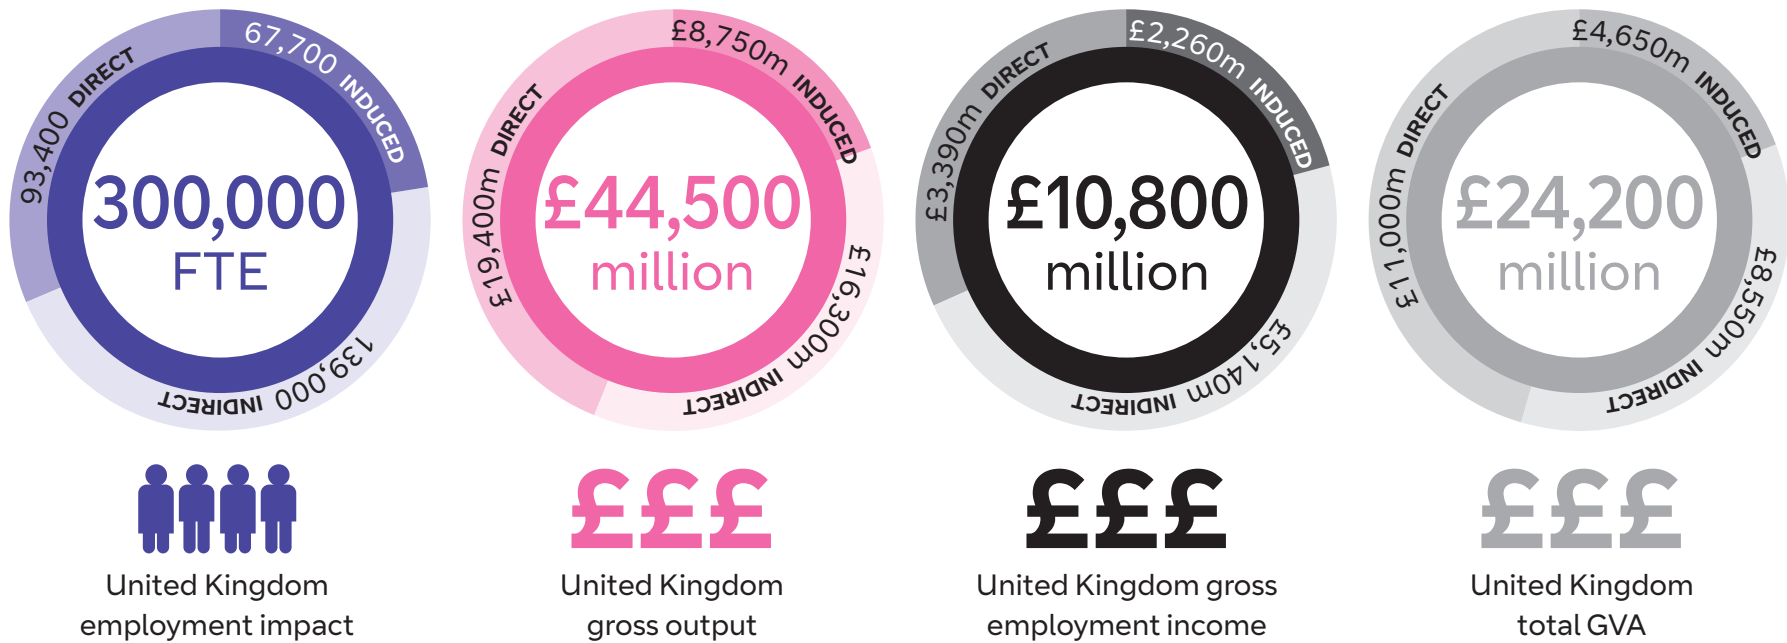 93,400 DIRECT
67,700 INDUCED
139,000 INDIRECT
300,000
FTE
United Kingdom
employment impact
£19,400m DIRECT
£8,750m INDUCED
£16,300m INDIRECT
£44,500
million
£££
United Kingdom
gross output
£3,390m DIRECT
£2,260m INDUCED
£5,140m INDIRECT
£10,800
million
£££
United Kingdom gross
employment income
£11,000m DIRECT
£4,650m INDUCED
£8,550m INDIRECT
£24,200
million
£££
United Kingdom
total GVA